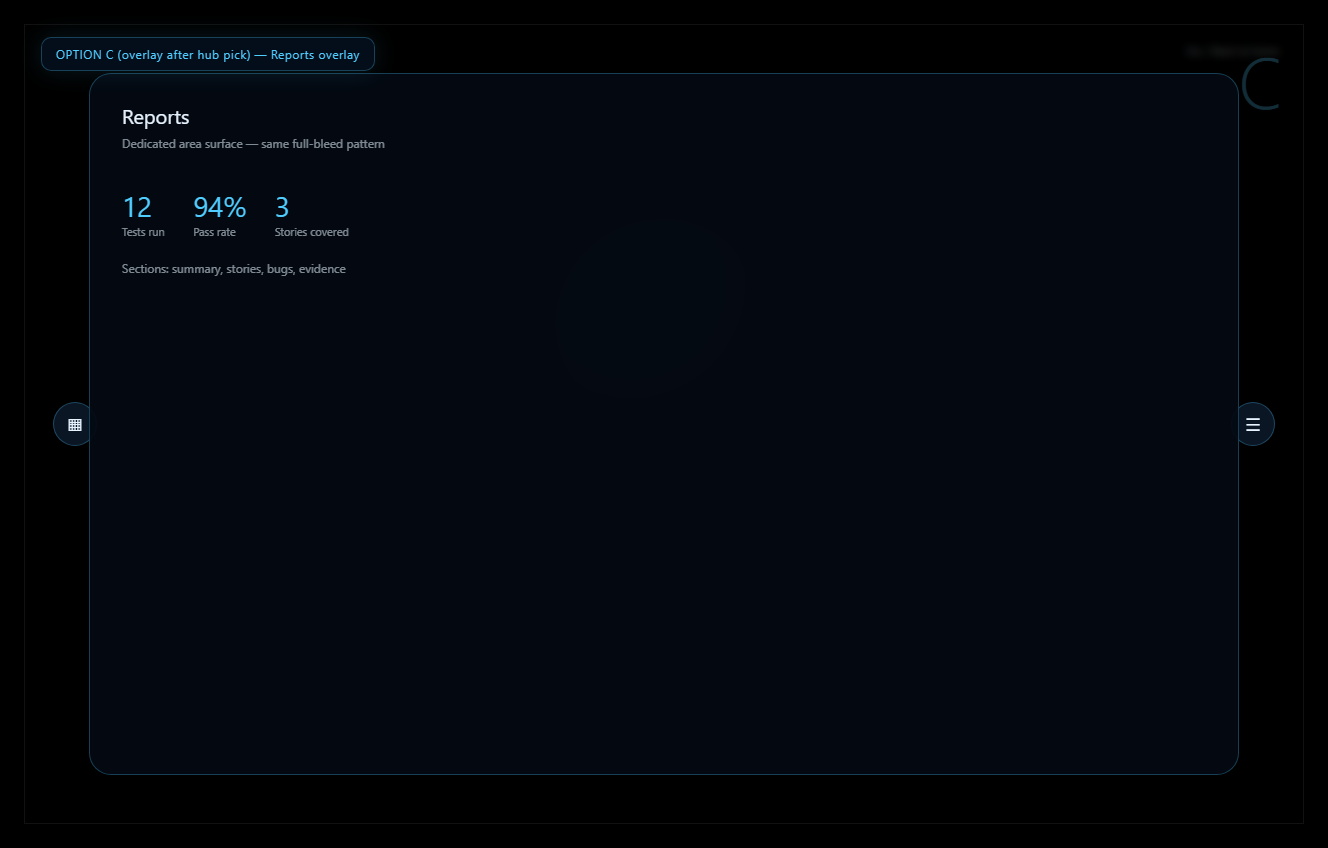 OPTION C (overlay after hub pick) — Reports overlay
C
Reports
Dedicated area surface — same full-bleed pattern
12 94% 3
Tests run Pass rate Stories covered
Sections: summary, stories, bugs, evidence